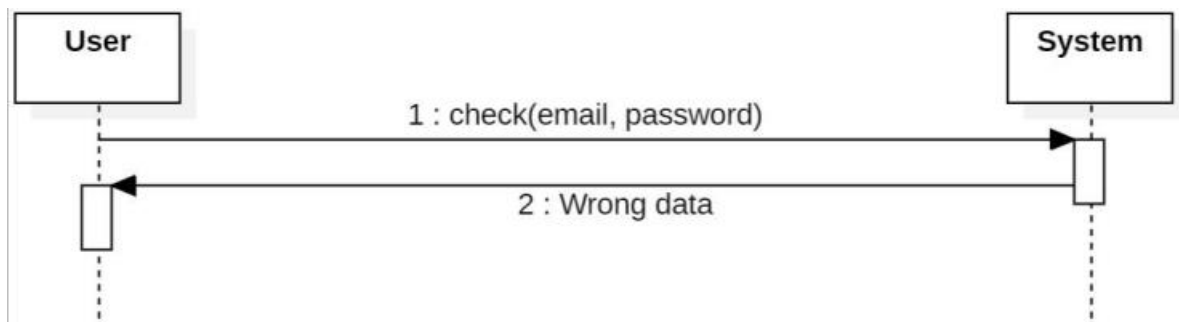 User
System
1 : check(email, password)
2 : Wrong data